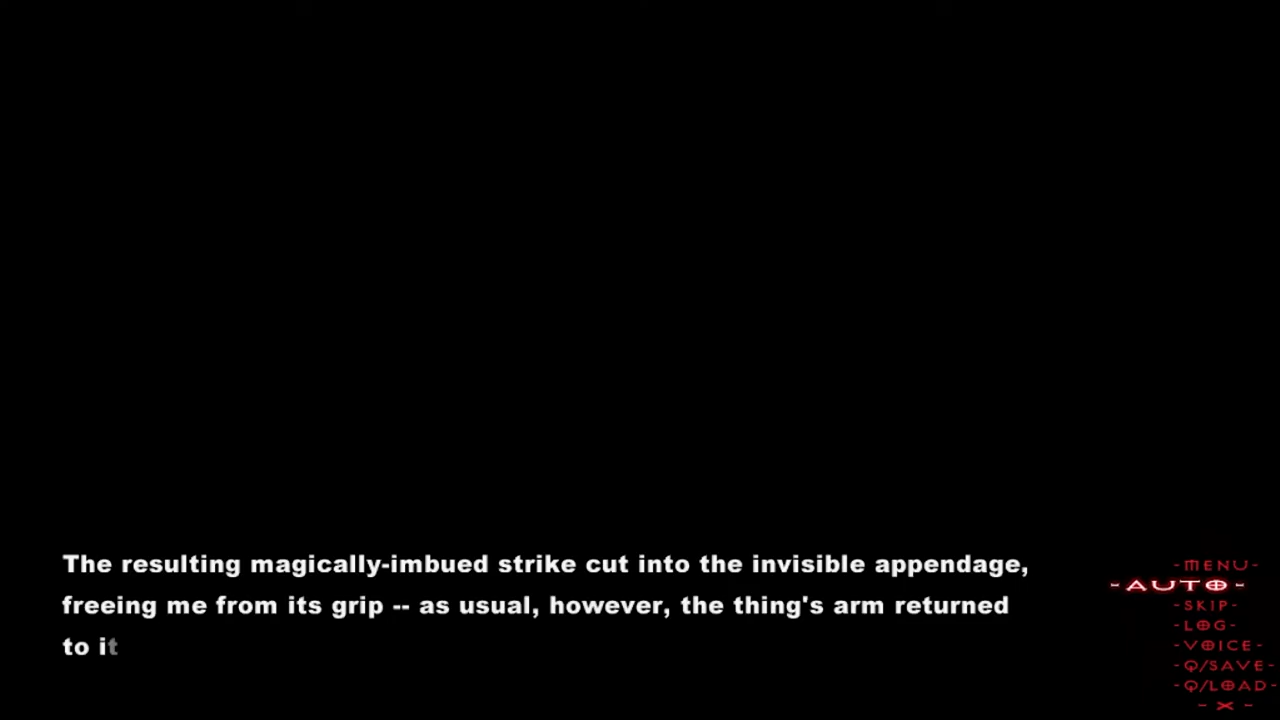 The resulting magically-imbued strike cut into the invisible appendage,
freeing me from its grip -- as usual, however, the thing's arm returned
to it
-MENU-
-AUTO-
-SKIP-
-LOG-
-VOICE-
-Q/SAVE-
-Q/LOAD-
-X-